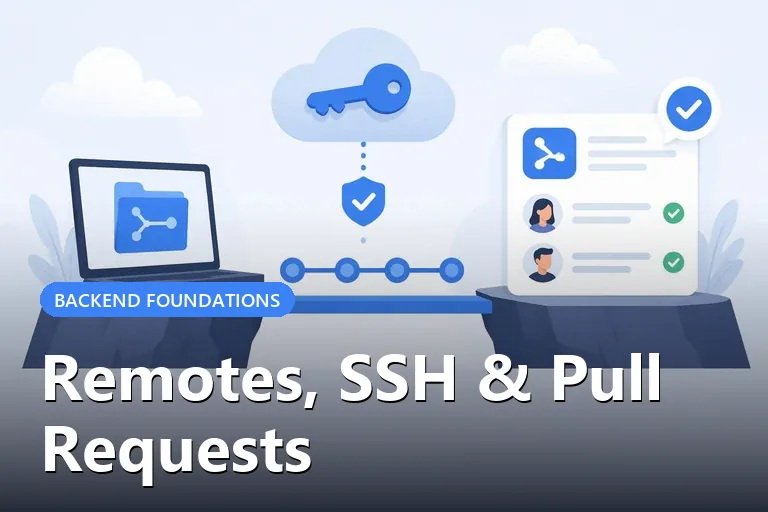 BACKEND FOUNDATIONS
Remotes, SSH & Pull
Requests